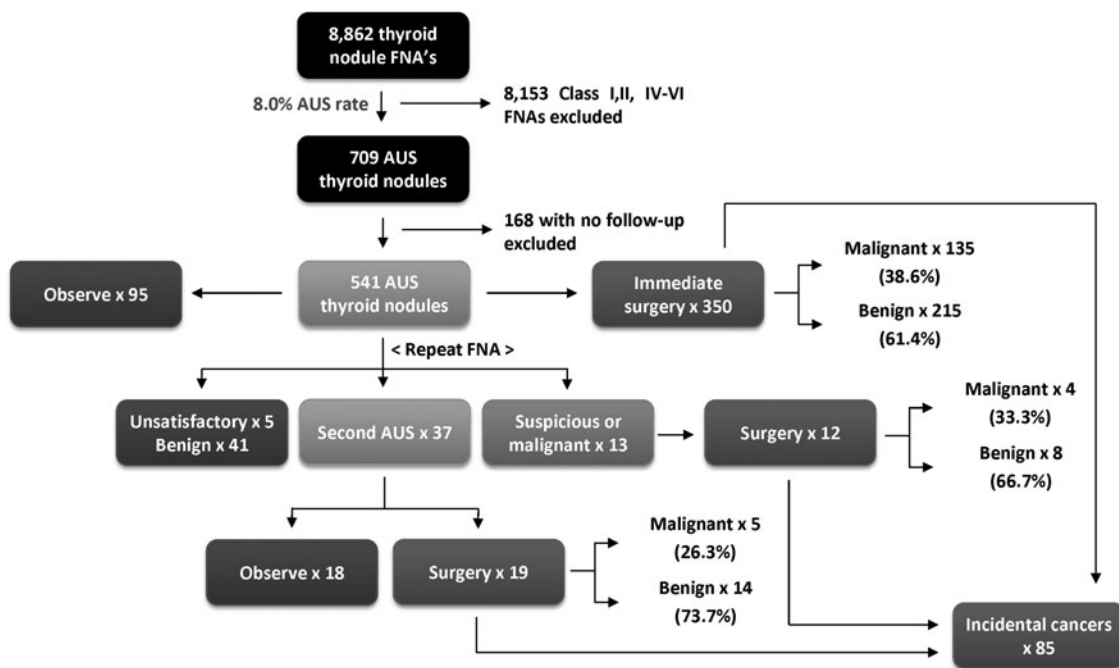 8,862 thyroid
nodule FNA's
8.0% AUS rate
8,153 Class I,II, IV-VI
FNAs excluded
709 AUS
thyroid nodules
168 with no follow-up
excluded
Observe x 95
541 AUS
thyroid nodules
Immediate
surgery x 350
Malignant x 135
(38.6%)
Benign x 215
(61.4%)
< Repeat FNA >
Unsatisfactory x 5
Benign x 41
Second AUS x 37
Suspicious or
malignant x 13
Surgery x 12
Malignant x 4
(33.3%)
Benign x 8
(66.7%)
Observe x 18
Surgery x 19
Malignant x 5
(26.3%)
Benign x 14
(73.7%)
Incidental cancers
x 85